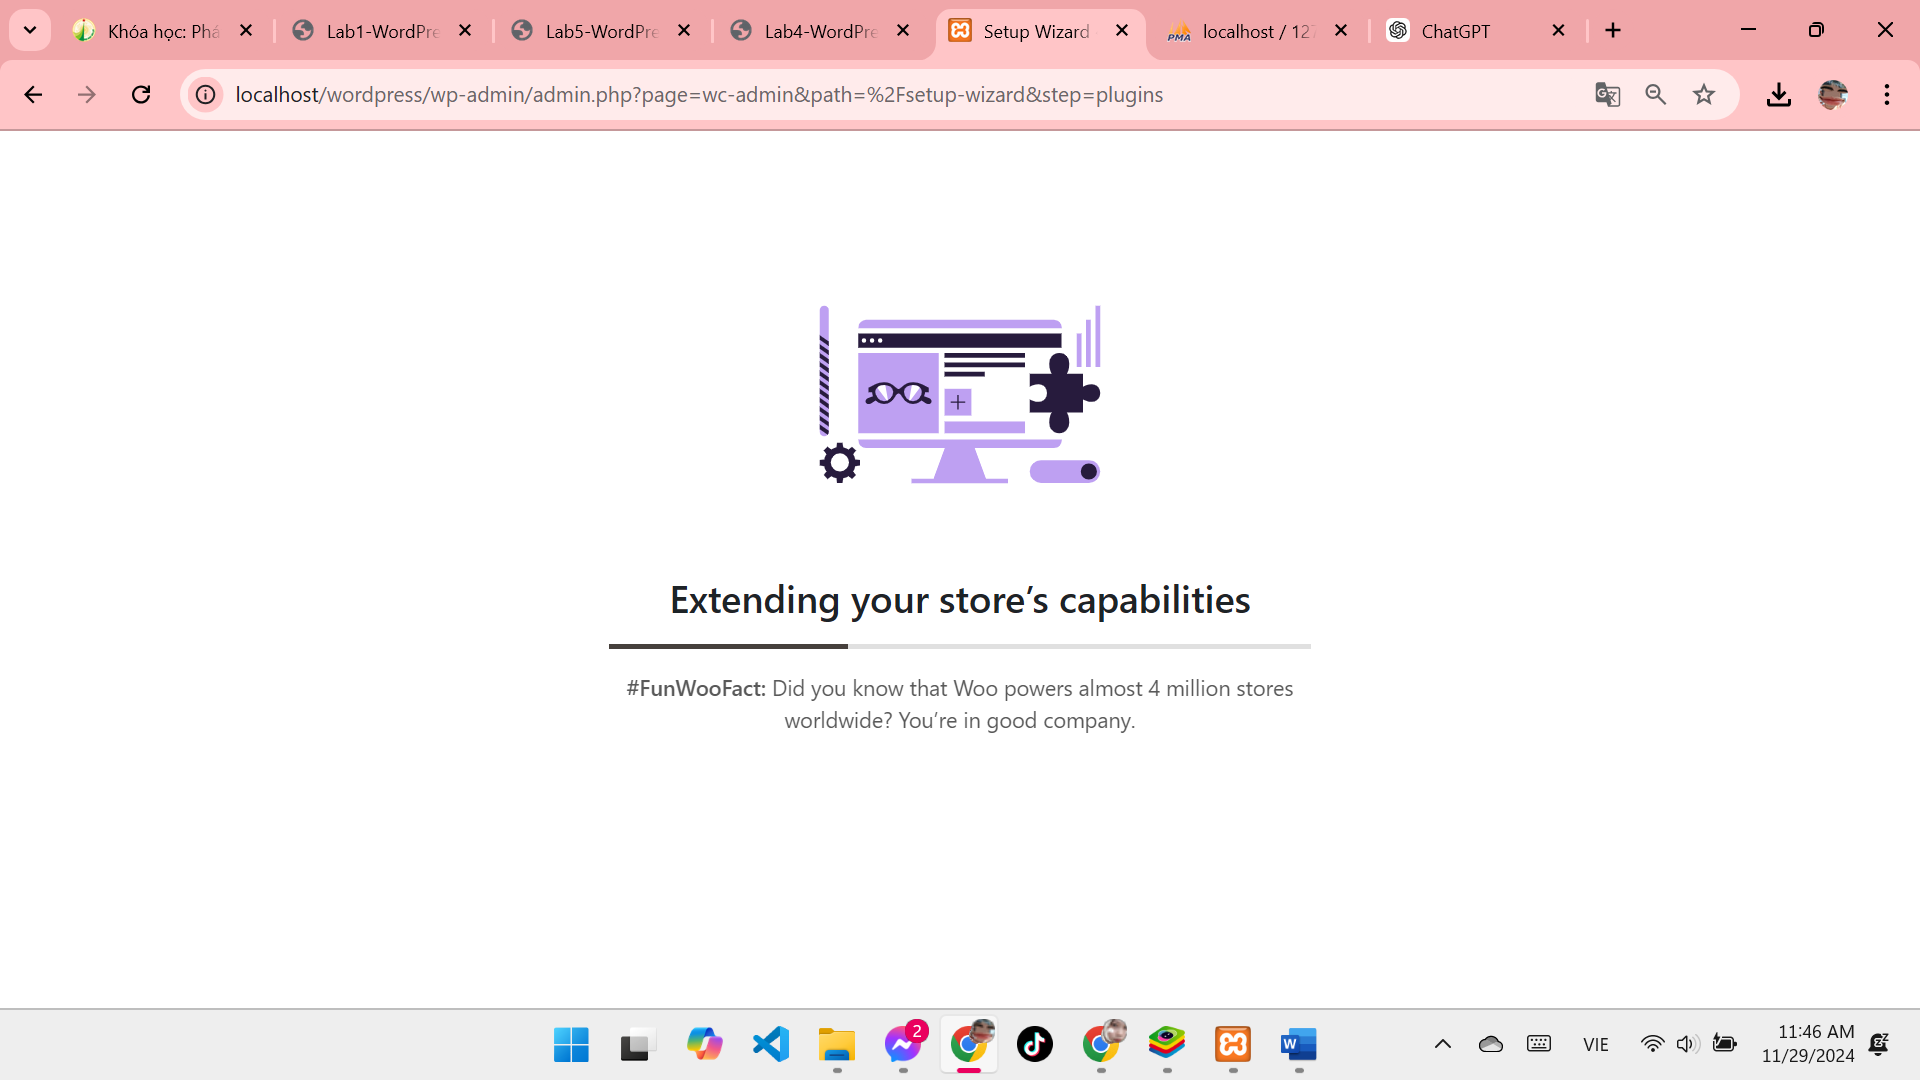 Khóa học: Phá
Lab1-WordPre
Lab5-WordPre
Lab4-WordPre
Setup Wizard
localhost / 127
ChatGPT
localhost/wordpress/wp-admin/admin.php?page=wc-admin&path=%2Fsetup-wizard&step=plugins
Extending your store’s capabilities
#FunWooFact: Did you know that Woo powers almost 4 million stores
worldwide? You’re in good company.
2
VIE
11:46 AM
11/29/2024